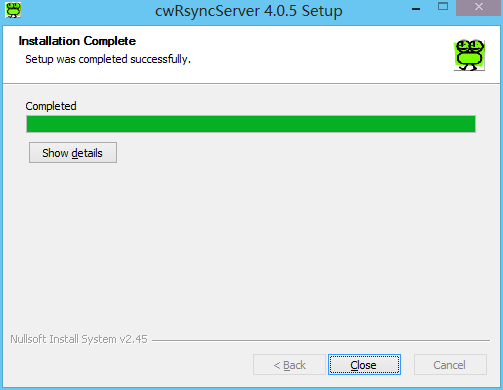 cwRsyncServer 4.0.5 Setup
Installation Complete
Setup was completed successfully.
Completed
Show details
Nullsoft Install System v2.45
< Back
Close
Cancel